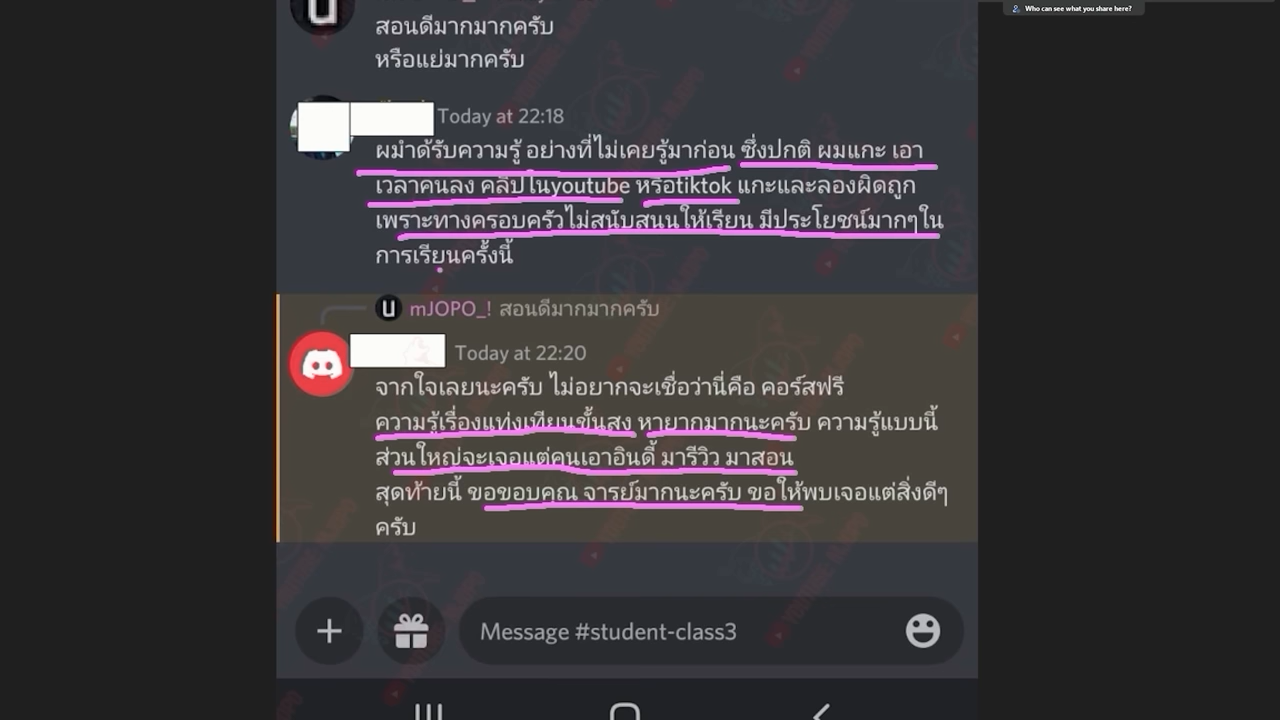 Who can see what you share here?
สอนดีมากมากครับ
หรือแย่มากครับ
Today at 22:18
ผมำด้รับความรู้ อย่างที่ไม่เคยรู้มาก่อน ซึ่งปกติ ผมแกะ เอา
เวลาคนลง คลิปในyoutube หรือtiktok แกะและลองผิดถูก
เพราะทางครอบครัวไม่สนับสนนให้เรียน มีประโยชน์มากๆใน
การเรียนครั้งนี้
mJOPO_! สอนดีมากมากครับ
Today at 22:20
จากใจเลยนะครับ ไม่อยากจะเชื่อว่านี่คือ คอร์สฟรี
ความรู้เรื่องแท่งเทียนขั้นสูง หายากมากนะครับ ความรู้แบบนี้
ส่วนใหญ่จะเจอแต่คนเอาอินดี้ มารีวิว มาสอน
สุดท้ายนี้ ขอขอบคุณ จารย์มากนะครับ ขอให้พบเจอแต่สิ่งดีๆ
ครับ
Message #student-class3